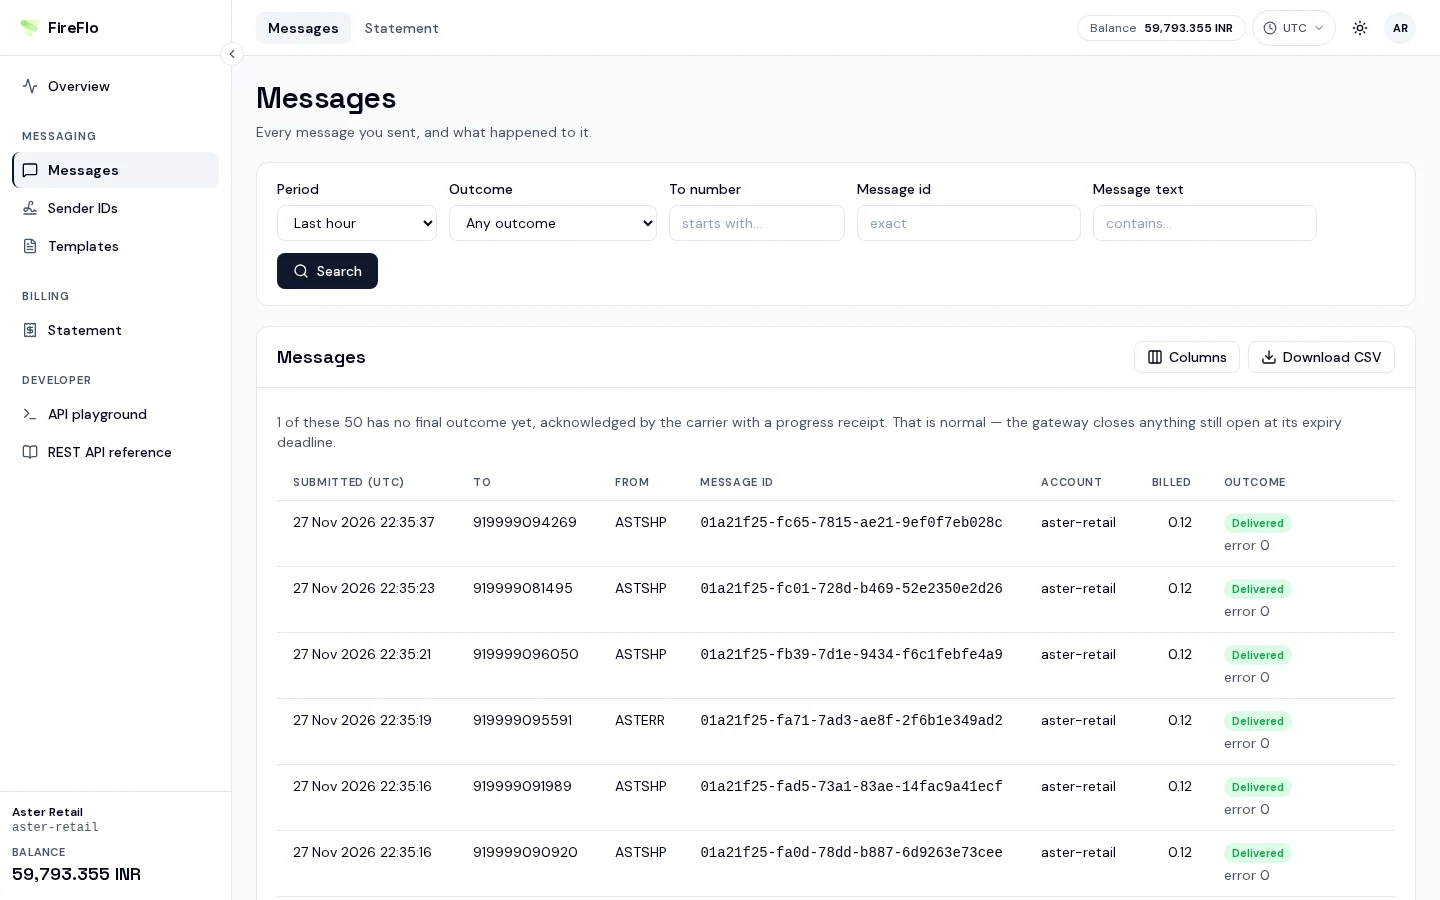 FireFlo
Messages
Statement
Balance 59,793.355 INR
UTC
AR
Overview
MESSAGING
Messages
Sender IDs
Templates
BILLING
Statement
DEVELOPER
API playground
REST API reference
Aster Retail
aster-retail
BALANCE
59,793.355 INR
Messages
Every message you sent, and what happened to it.
Period Outcome To number Message id Message text
Last hour Any outcome starts with... exact contains...
Search
Messages
Columns Download CSV
1 of these 50 has no final outcome yet, acknowledged by the carrier with a progress receipt. That is normal — the gateway closes anything still open at its expiry
deadline.
SUBMITTED (UTC) TO FROM MESSAGE ID ACCOUNT BILLED OUTCOME
27 Nov 2026 22:35:37 919999094269 ASTSHP 01a21f25-fc65-7815-ae21-9ef0f7eb028c aster-retail 0.12 Delivered
error 0
27 Nov 2026 22:35:23 919999081495 ASTSHP 01a21f25-fc01-728d-b469-52e2350e2d26 aster-retail 0.12 Delivered
error 0
27 Nov 2026 22:35:21 919999096050 ASTSHP 01a21f25-fb39-7d1e-9434-f6c1febfe4a9 aster-retail 0.12 Delivered
error 0
27 Nov 2026 22:35:19 919999095591 ASTERR 01a21f25-fa71-7ad3-ae8f-2f6b1e349ad2 aster-retail 0.12 Delivered
error 0
27 Nov 2026 22:35:16 919999091989 ASTSHP 01a21f25-fad5-73a1-83ae-14fac9a41ecf aster-retail 0.12 Delivered
error 0
27 Nov 2026 22:35:16 919999090920 ASTSHP 01a21f25-fa0d-78dd-b887-6d9263e73cee aster-retail 0.12 Delivered
error 0